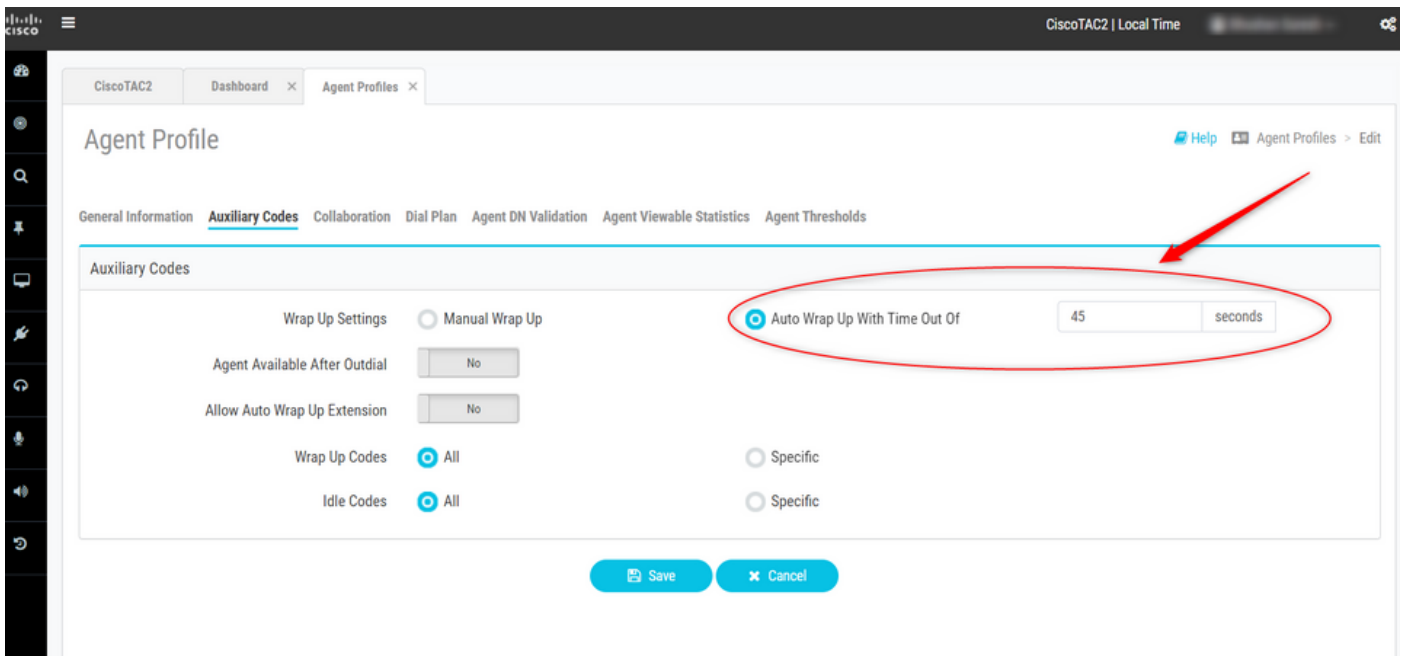 cisco
CiscoTAC2 | Local Time
CiscoTAC2 Dashboard Agent Profiles
Agent Profile
Help Agent Profiles > Edit
General Information Auxiliary Codes Collaboration Dial Plan Agent DN Validation Agent Viewable Statistics Agent Thresholds
Auxiliary Codes
Wrap Up Settings Manual Wrap Up Auto Wrap Up With Time Out Of 45 seconds
Agent Available After Outdial No
Allow Auto Wrap Up Extension No
Wrap Up Codes All Specific
Idle Codes All Specific
Save Cancel